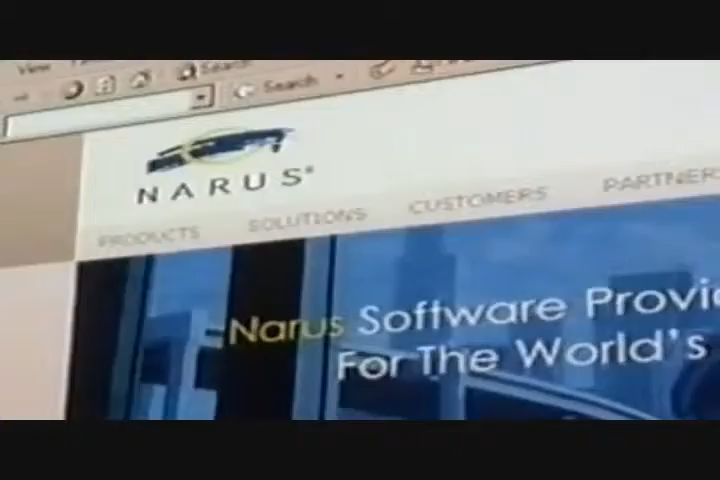 View
Search
Search
NARUS®
PRODUCTS SOLUTIONS CUSTOMERS PARTNER
Narus Software Provi
For The World's